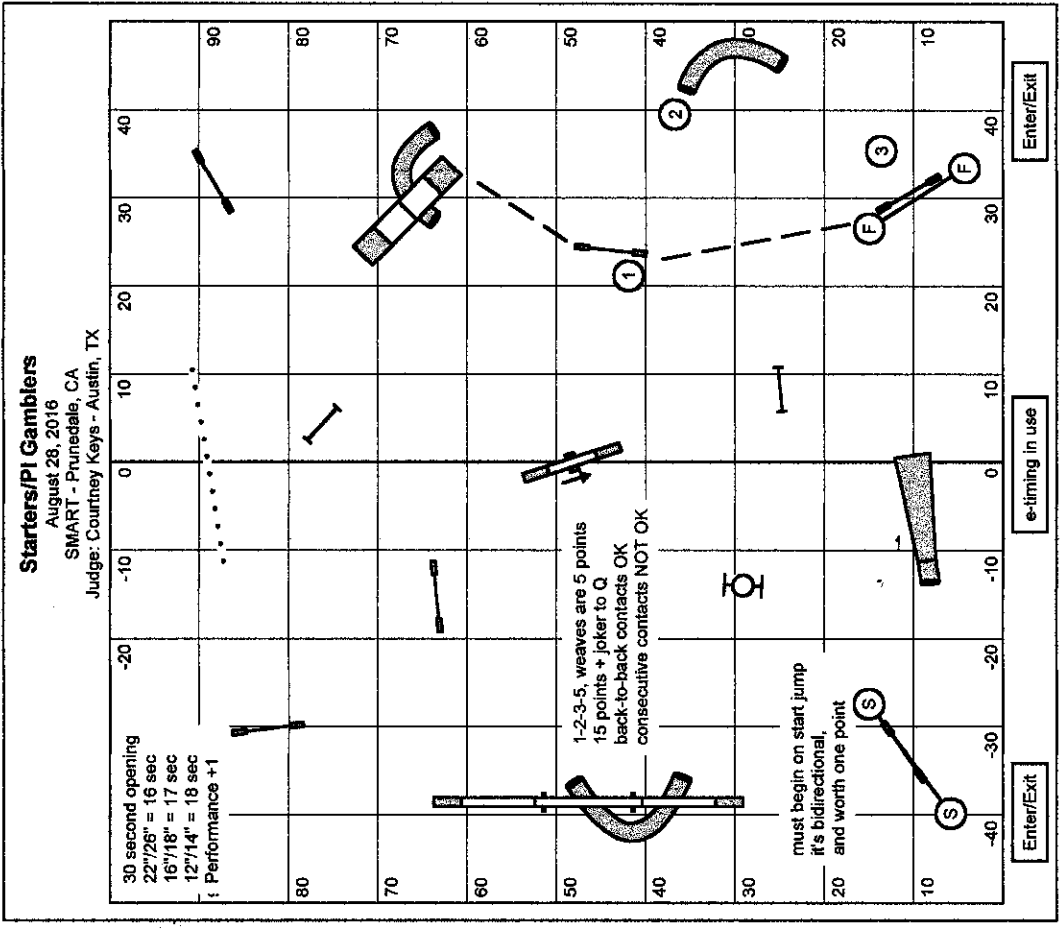 Starters/PI Gamblers
August 28, 2016
SMART - Prunedale, CA
Judge: Courtney Keys - Austin, TX
30 second opening
22"/26" = 16 sec
16"/18" = 17 sec
12"/14" = 18 sec
Performance +1
-20 -10 0 10 20 30 40
90
80 80
70 70
60 60
50 50
1-2-3-5, weaves are 5 points
15 points + joker to Q
back-to-back contacts OK
consecutive contacts NOT OK
1
2
40 40
30 30
20 20
must begin on start jump
it's bidirectional,
and worth one point
S
S
3
F
F
10 10
-40 -30 -20 -10 0 10 20 30 40
Enter/Exit
e-timing in use
Enter/Exit